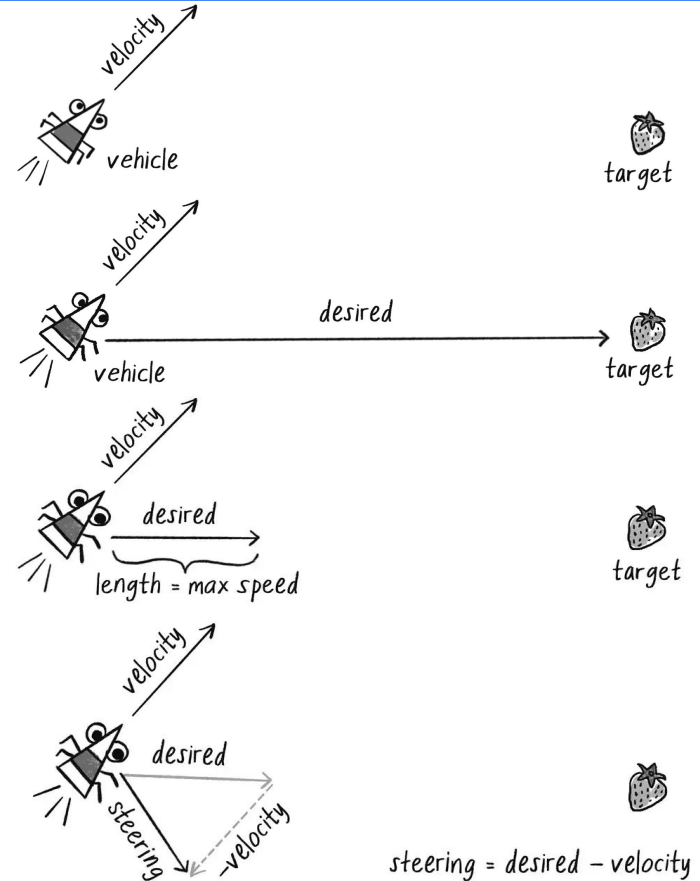 velocity
vehicle
target
velocity
desired
vehicle
target
velocity
desired
length = max speed
target
velocity
desired
steering
-velocity
steering = desired - velocity